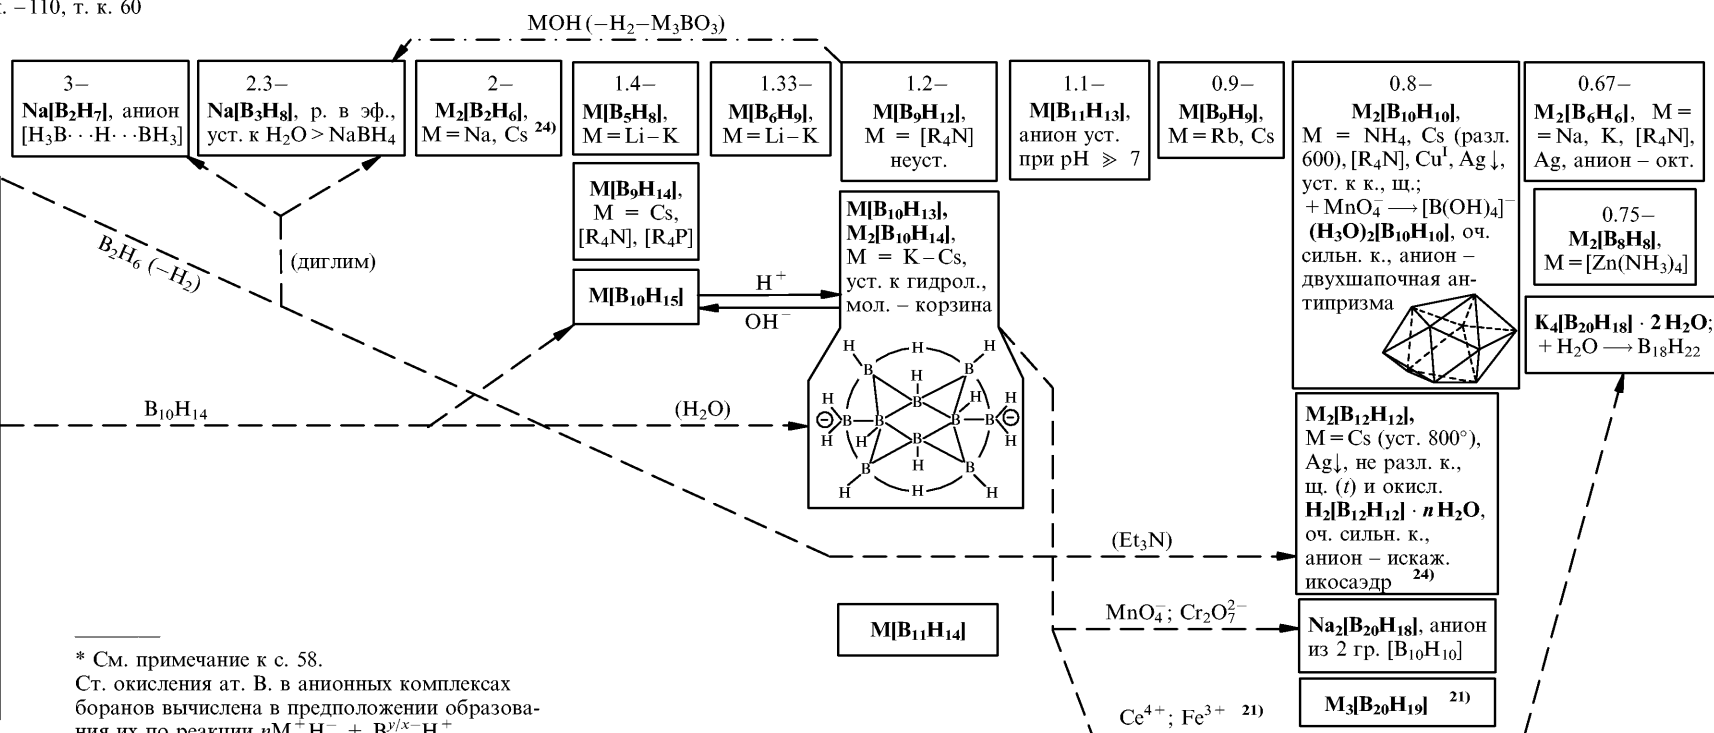 к. –110, т. к. 60
MOH (–H₂–M₃BO₃)
3–
Na[B₂H₇], анион
[H₃B···H···BH₃]
2.3–
Na[B₃H₈], р. в эф.,
уст. к H₂O > NaBH₄
2–
M₂[B₂H₆],
M = Na, Cs ²⁴⁾
1.4–
M[B₅H₈],
M = Li – K
1.33–
M[B₆H₉],
M = Li – K
1.2–
M[B₉H₁₂],
M = [R₄N]
неуст.
1.1–
M[B₁₁H₁₃],
анион уст.
при pH ⩾ 7
0.9–
M[B₉H₉],
M = Rb, Cs
0.8–
M₂[B₁₀H₁₀],
M = NH₄, Cs (разл.
600), [R₄N], Cuᴵ, Ag↓,
уст. к к., щ.;
+ MnO₄⁻ ⟶ [B(OH)₄]⁻
(H₃O)₂[B₁₀H₁₀], оч.
сильн. к., анион –
двухшапочная ан-
типризма
0.67–
M₂[B₆H₆], M =
= Na, K, [R₄N],
Ag, анион – окт.
0.75–
M₂[B₈H₈],
M = [Zn(NH₃)₄]
K₄[B₂₀H₁₈] · 2 H₂O;
+ H₂O ⟶ B₁₈H₂₂
M[B₉H₁₄],
M = Cs,
[R₄N], [R₄P]
M[B₁₀H₁₅]
H⁺
OH⁻
M[B₁₀H₁₃],
M₂[B₁₀H₁₄],
M = K – Cs,
уст. к гидрол.,
мол. – корзина
B₂H₆ (–H₂)
(диглим)
B₁₀H₁₄
(H₂O)
H H H
B H B
H B H H
⊖ B B B B ⊖
H H B H
B H B
H H H
M₂[B₁₂H₁₂],
M = Cs (уст. 800°),
Ag↓, не разл. к.,
щ. (t) и окисл.
H₂[B₁₂H₁₂] · n H₂O,
оч. сильн. к.,
анион – искаж.
икосаэдр ²⁴⁾
(Et₃N)
M[B₁₁H₁₄]
MnO₄⁻; Cr₂O₇²⁻
Na₂[B₂₀H₁₈], анион
из 2 гр. [B₁₀H₁₀]
M₃[B₂₀H₁₉] ²¹⁾
Ce⁴⁺; Fe³⁺ ²¹⁾
* См. примечание к с. 58.
Ст. окисления ат. В. в анионных комплексах
боранов вычислена в предположении образова-
ния их по реакции nM⁺H⁻ + Bʸ/ˣ⁻H⁺